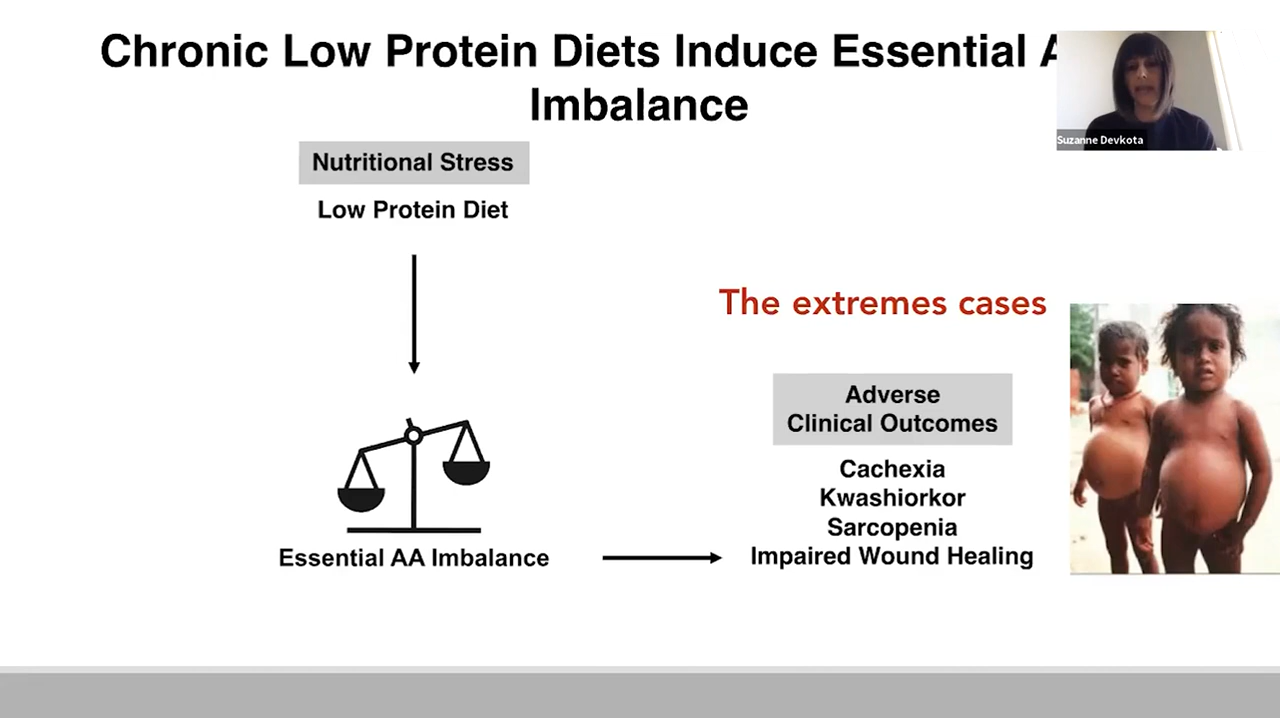 Chronic Low Protein Diets Induce Essential
Imbalance
Suzanne Devkota
Nutritional Stress
Low Protein Diet
The extremes cases
Adverse
Clinical Outcomes
Cachexia
Kwashiorkor
Sarcopenia
Impaired Wound Healing
Essential AA Imbalance